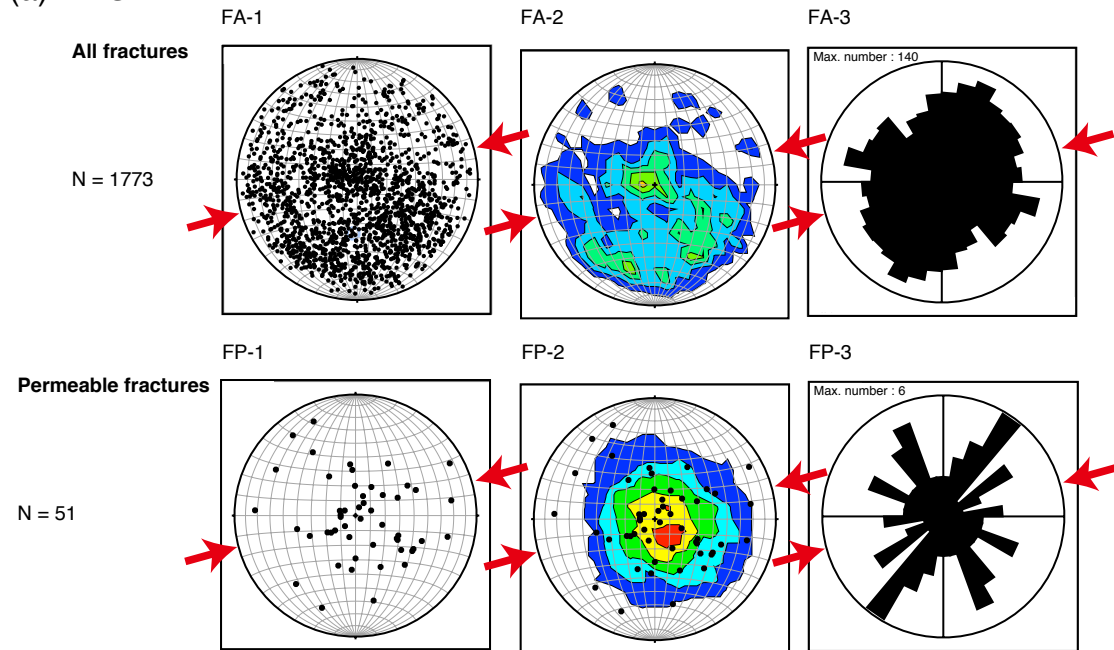 FA-1
FA-2
FA-3
All fractures
Max. number : 140
N = 1773
FP-1
FP-2
FP-3
Permeable fractures
Max. number : 6
N = 51